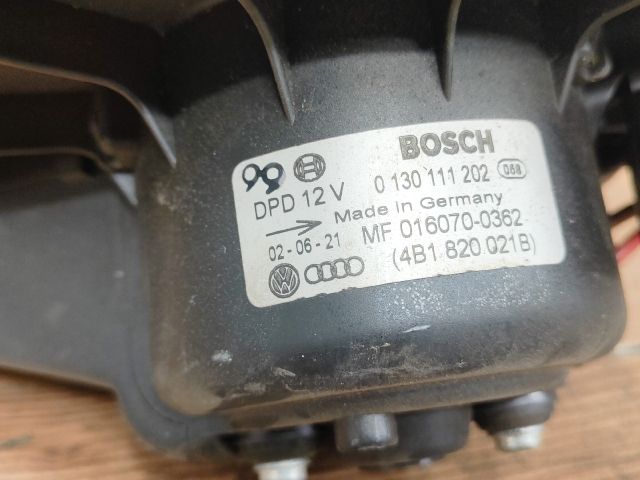 BOSCH
99
DPD 12 V 0 130 111 202 068
Made in Germany
02-06-21 MF 016070-0362
(4B1 820 021B)